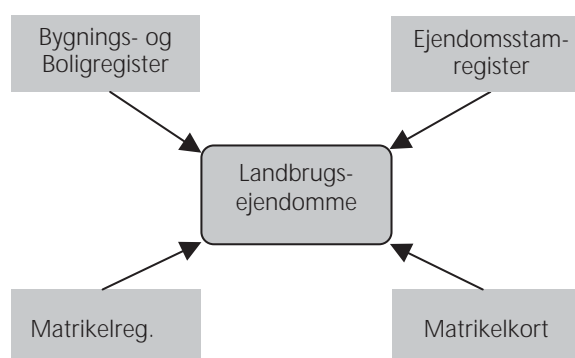 Bygnings- og
Boligregister
Ejendomsstam-
register
Landbrugs-
ejendomme
Matrikelreg.
Matrikelkort